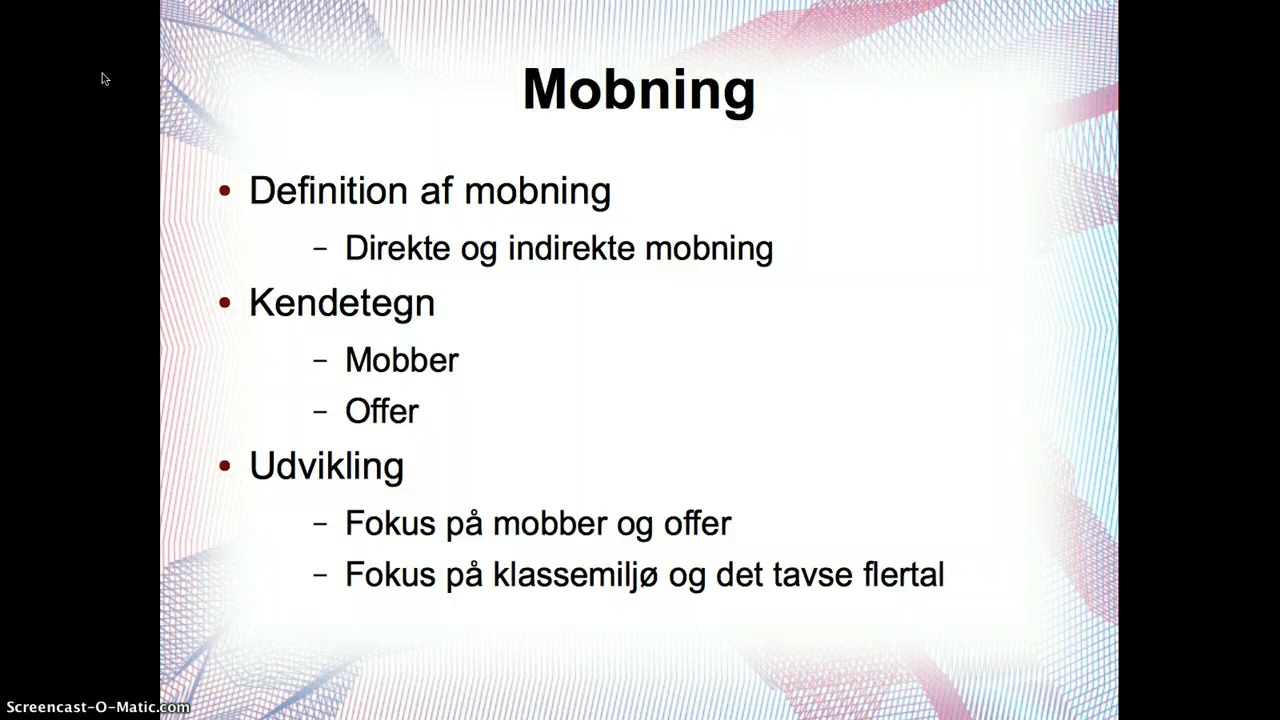 Mobning
• Definition af mobning
– Direkte og indirekte mobning
• Kendetegn
– Mobber
– Offer
• Udvikling
– Fokus på mobber og offer
– Fokus på klassemiljø og det tavse flertal
Screencast-O-Matic.com